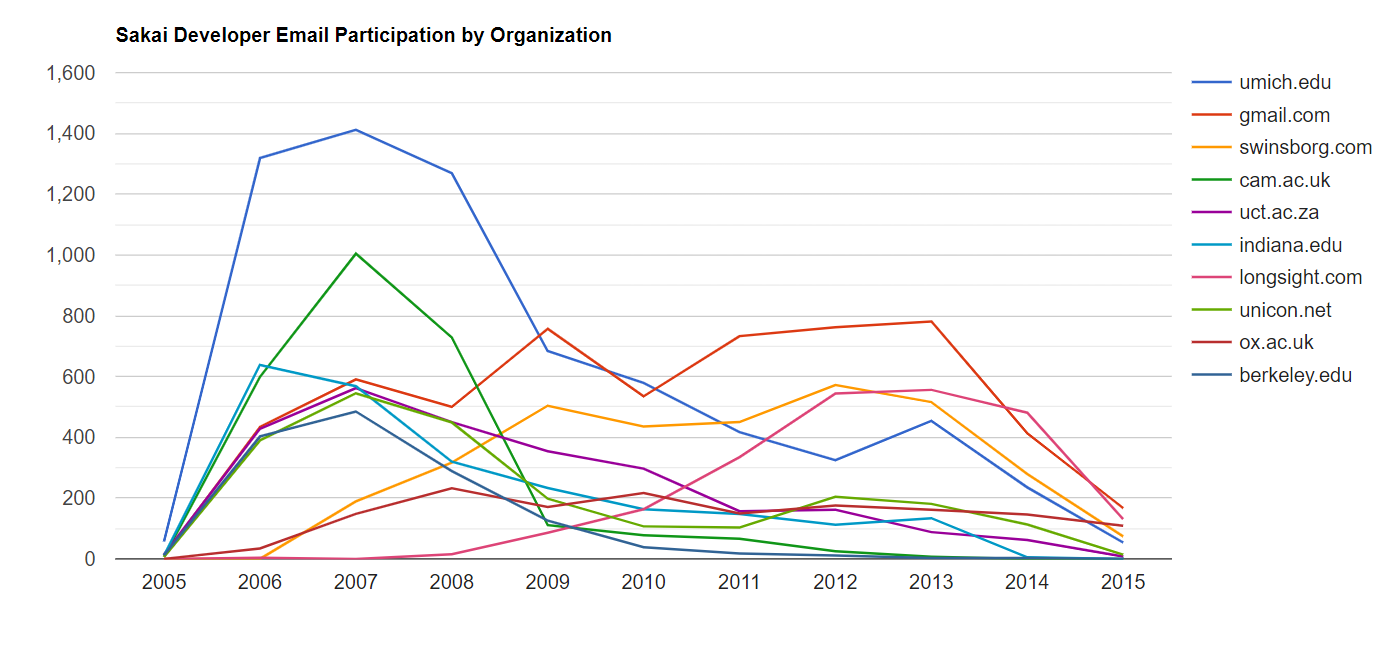 Sakai Developer Email Participation by Organization
1,600
1,400
1,200
1,000
800
600
400
200
0
2005 2006 2007 2008 2009 2010 2011 2012 2013 2014 2015
umich.edu
gmail.com
swinsborg.com
cam.ac.uk
uct.ac.za
indiana.edu
longsight.com
unicon.net
ox.ac.uk
berkeley.edu